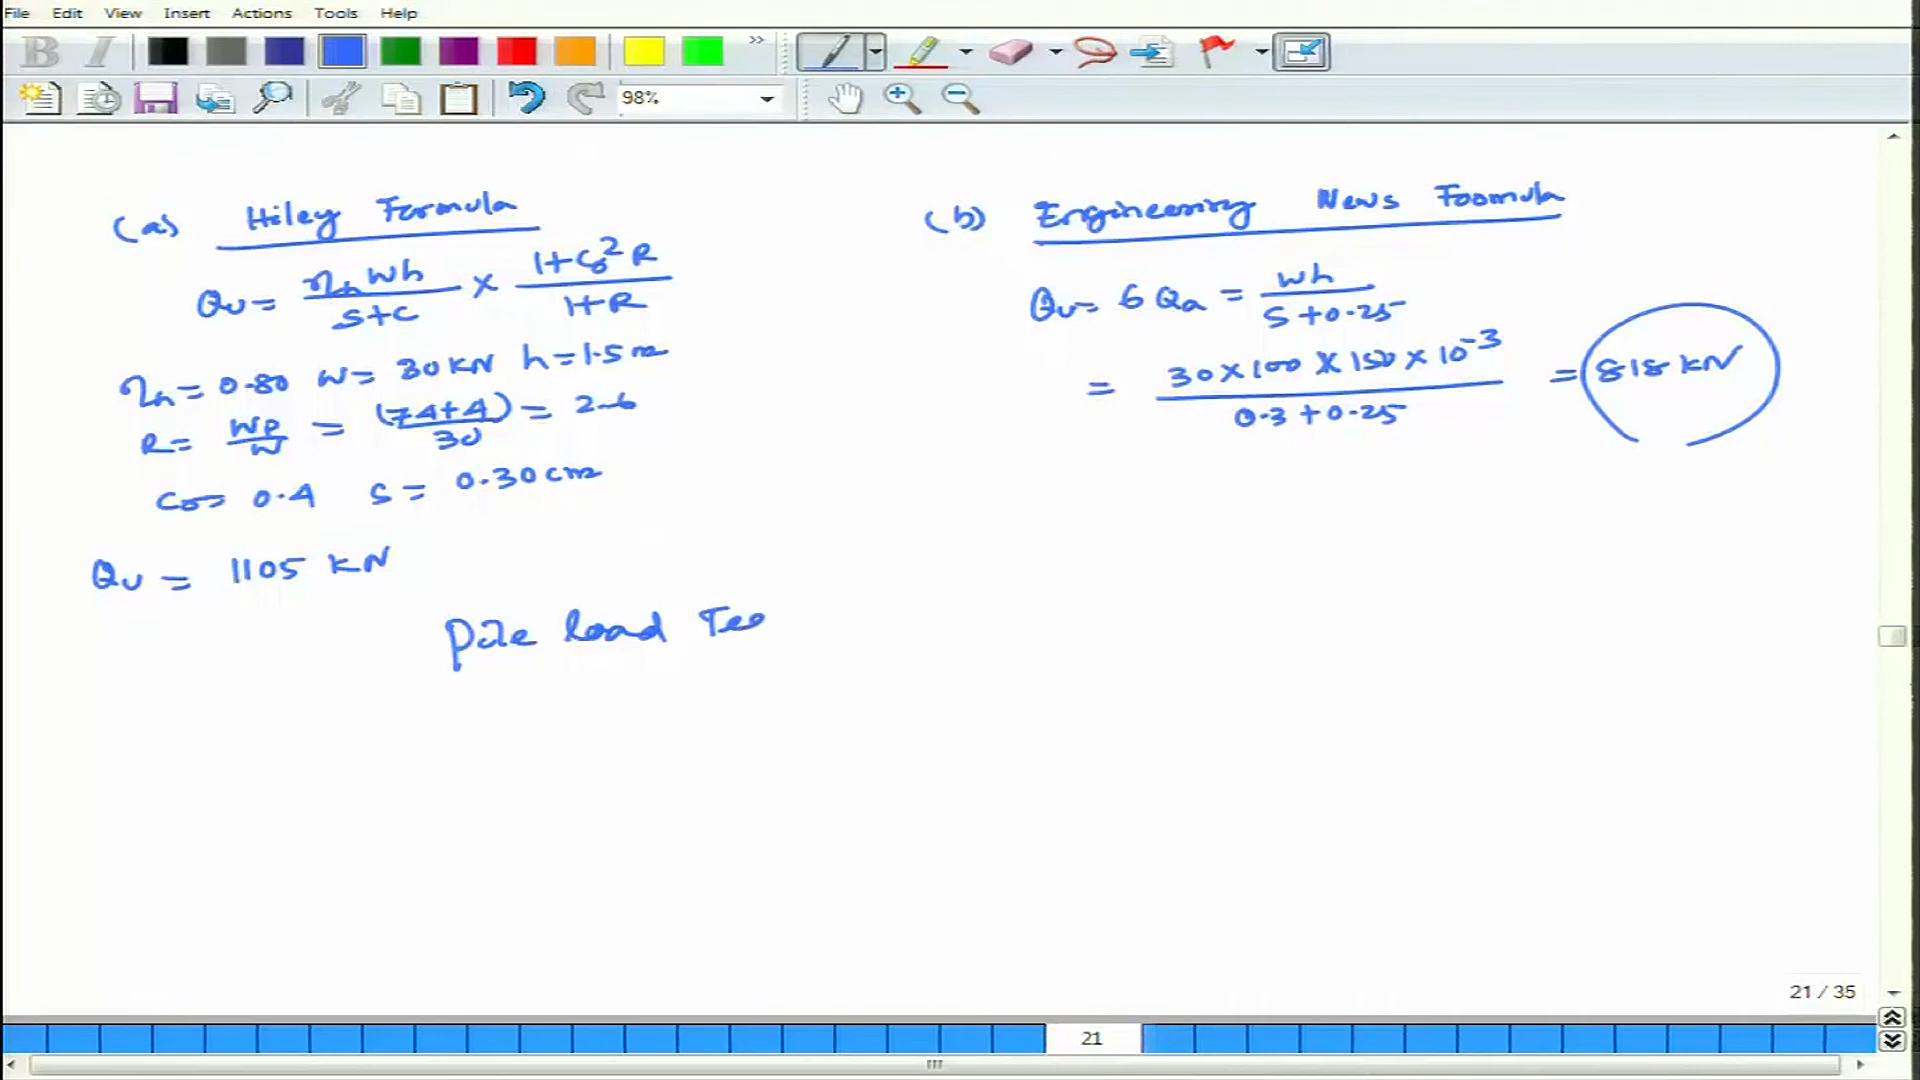 File Edit View Insert Actions Tools Help
B I
98%
(a) Hiley Formula
Qu = ηh Wh / S+C × 1+Cr² R / 1+R
ηh = 0.80 W = 30 KN h = 1.5 m
R = Wp / W = (74+4) / 30 = 2.6
Cr = 0.4 S = 0.30 cm
Qu = 1105 KN
Pile load Tes
(b) Engineering News Formula
Qu = 6 Qa = Wh / S+0.25
= 30×100×150×10⁻³ / 0.3+0.25 = 818 KN
21 / 35
21